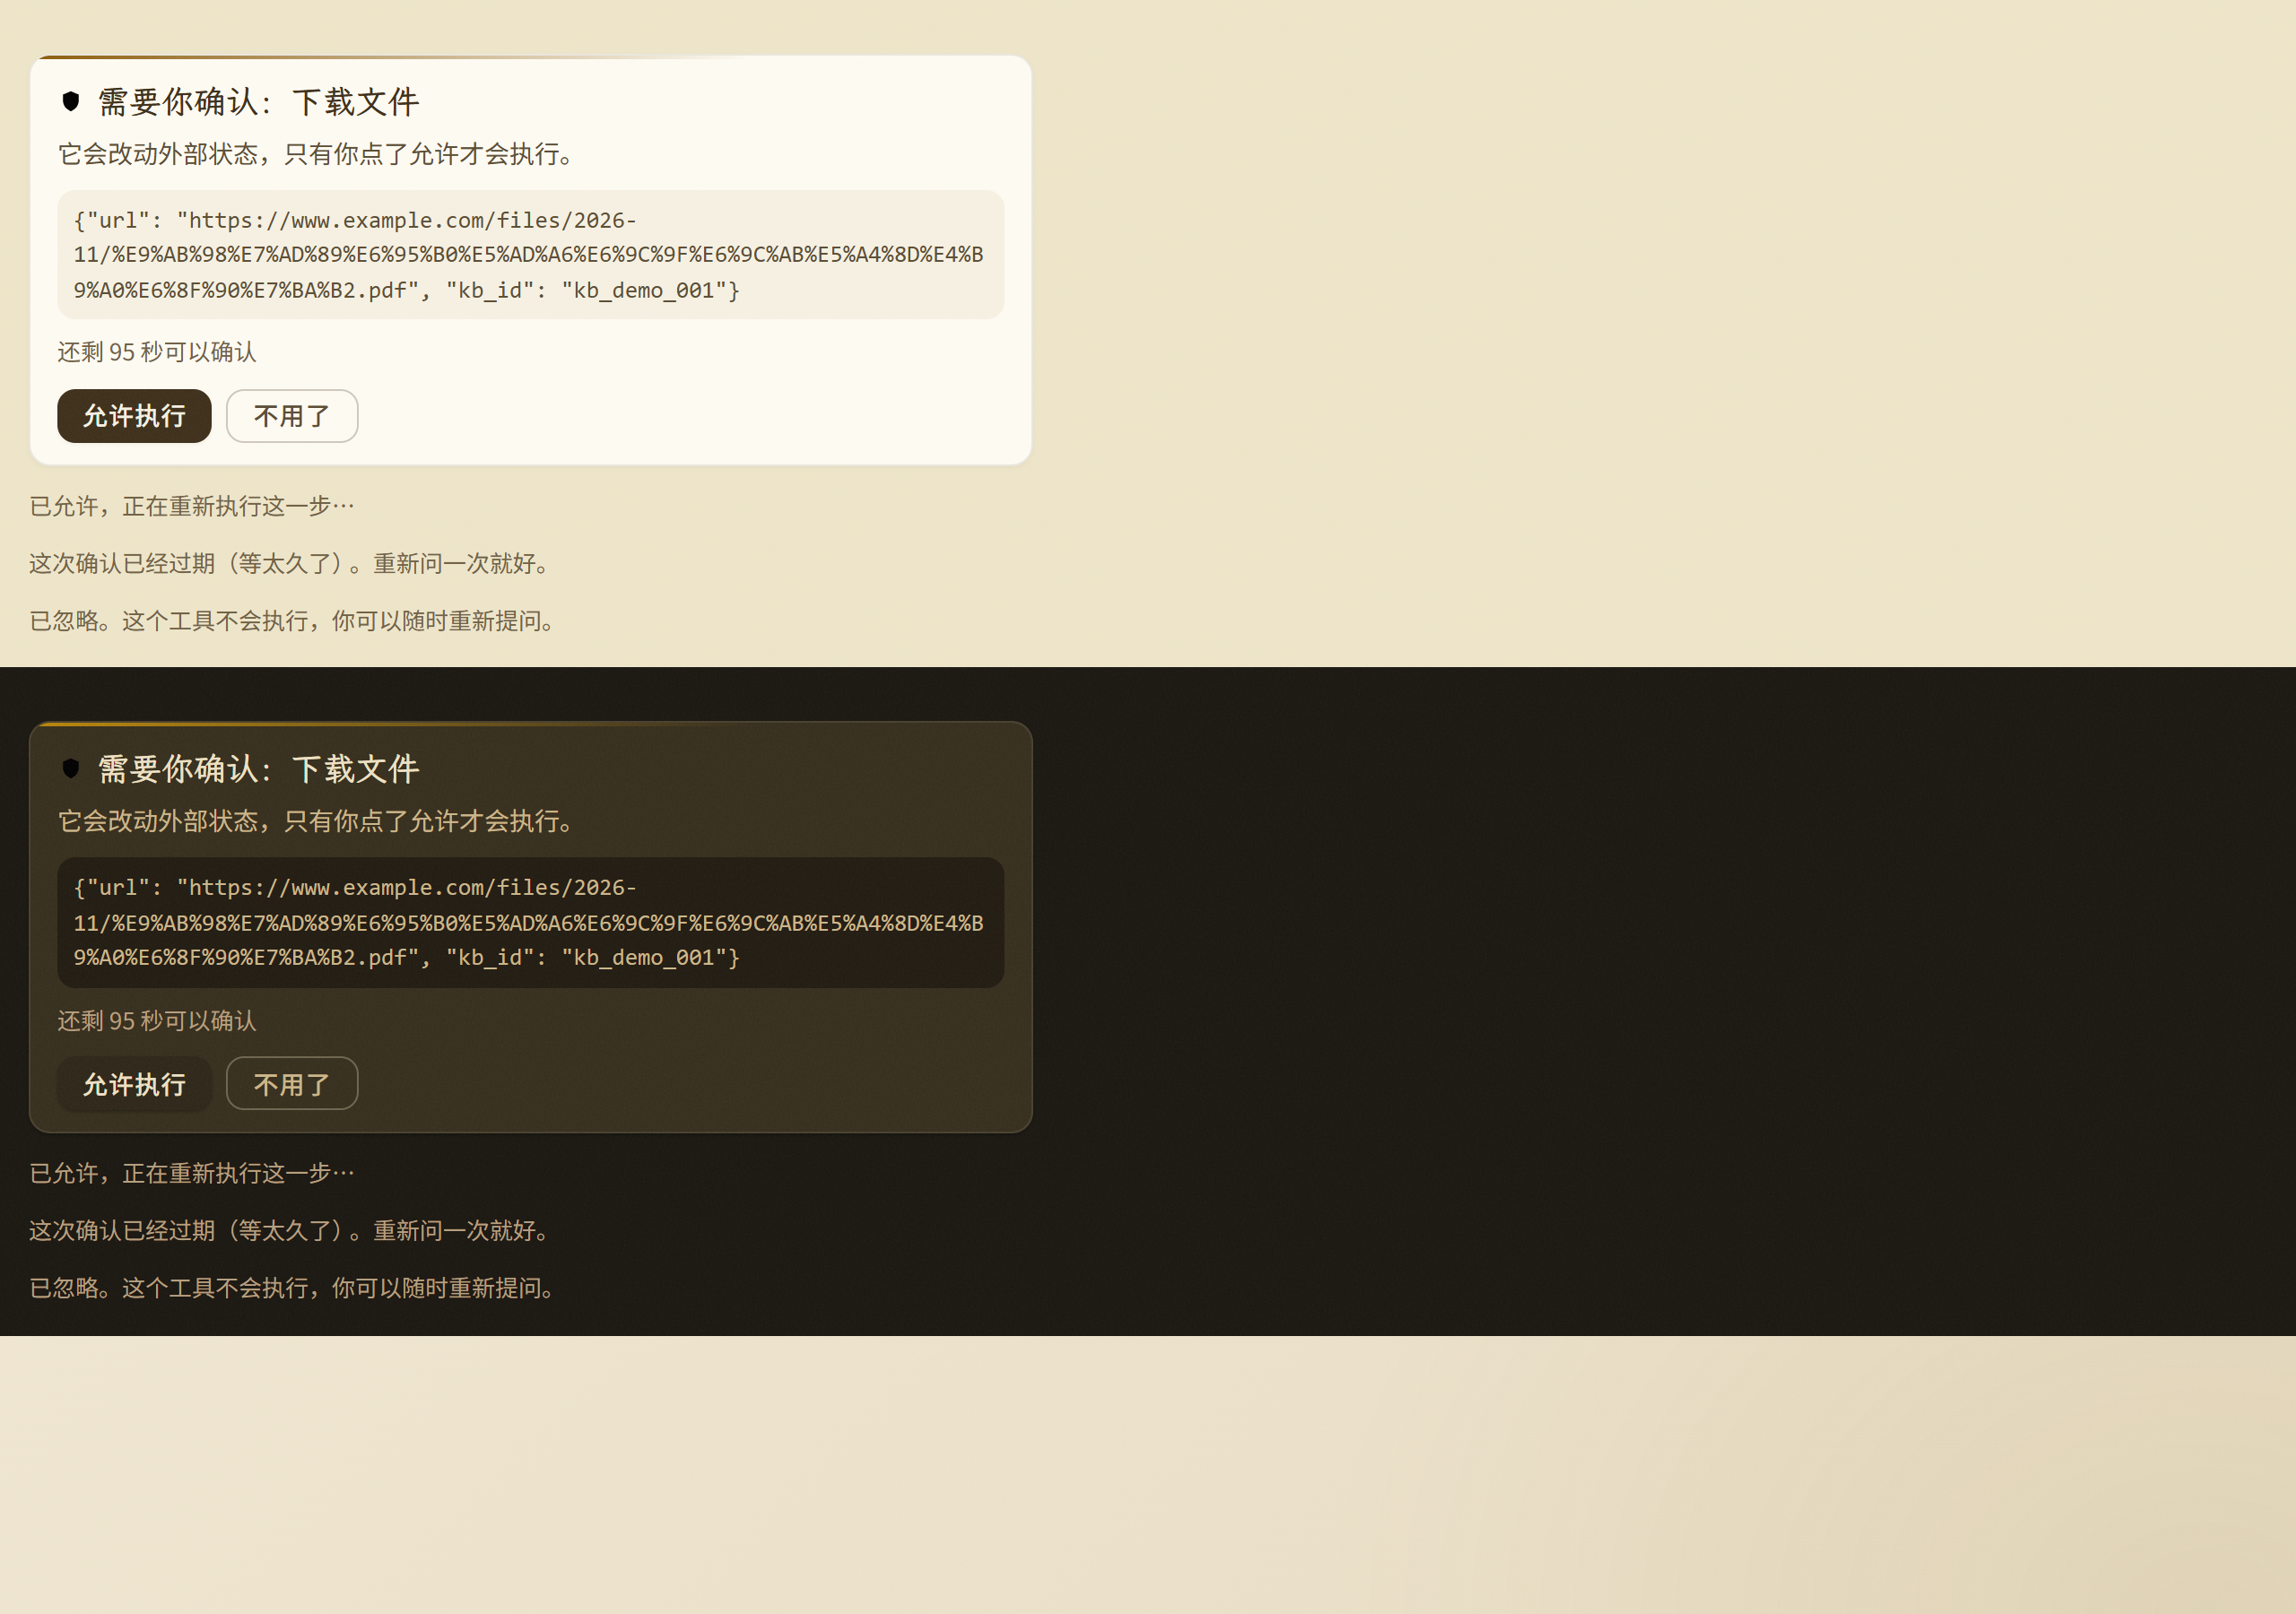 需要你确认：下载文件
它会改动外部状态，只有你点了允许才会执行。
{"url": "https://www.example.com/files/2026-
11/%E9%AB%98%E7%AD%89%E6%95%B0%E5%AD%A6%E6%9C%9F%E6%9C%AB%E5%A4%8D%E4%B
9%A0%E6%8F%90%E7%BA%B2.pdf", "kb_id": "kb_demo_001"}
还剩 95 秒可以确认
允许执行 不用了
已允许，正在重新执行这一步…
这次确认已经过期（等太久了）。重新问一次就好。
已忽略。这个工具不会执行，你可以随时重新提问。
需要你确认：下载文件
它会改动外部状态，只有你点了允许才会执行。
{"url": "https://www.example.com/files/2026-
11/%E9%AB%98%E7%AD%89%E6%95%B0%E5%AD%A6%E6%9C%9F%E6%9C%AB%E5%A4%8D%E4%B
9%A0%E6%8F%90%E7%BA%B2.pdf", "kb_id": "kb_demo_001"}
还剩 95 秒可以确认
允许执行 不用了
已允许，正在重新执行这一步…
这次确认已经过期（等太久了）。重新问一次就好。
已忽略。这个工具不会执行，你可以随时重新提问。